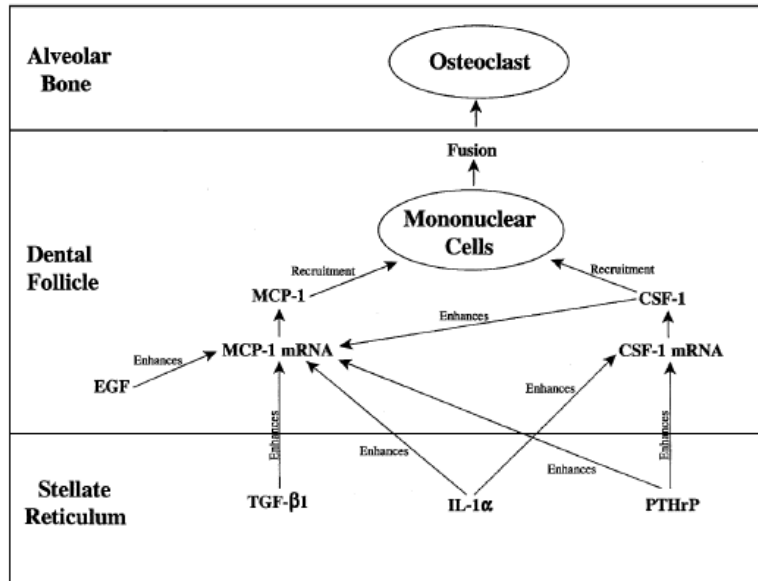 Alveolar
Bone
Osteoclast
Fusion
Mononuclear
Cells
Dental
Follicle
Recruitment
Recruitment
MCP-1
CSF-1
Enhances
MCP-1 mRNA
CSF-1 mRNA
Enhances
EGF
Enhances
Enhances
Enhances
Enhances
Enhances
Stellate
Reticulum
TGF-β1
IL-1α
PTHrP